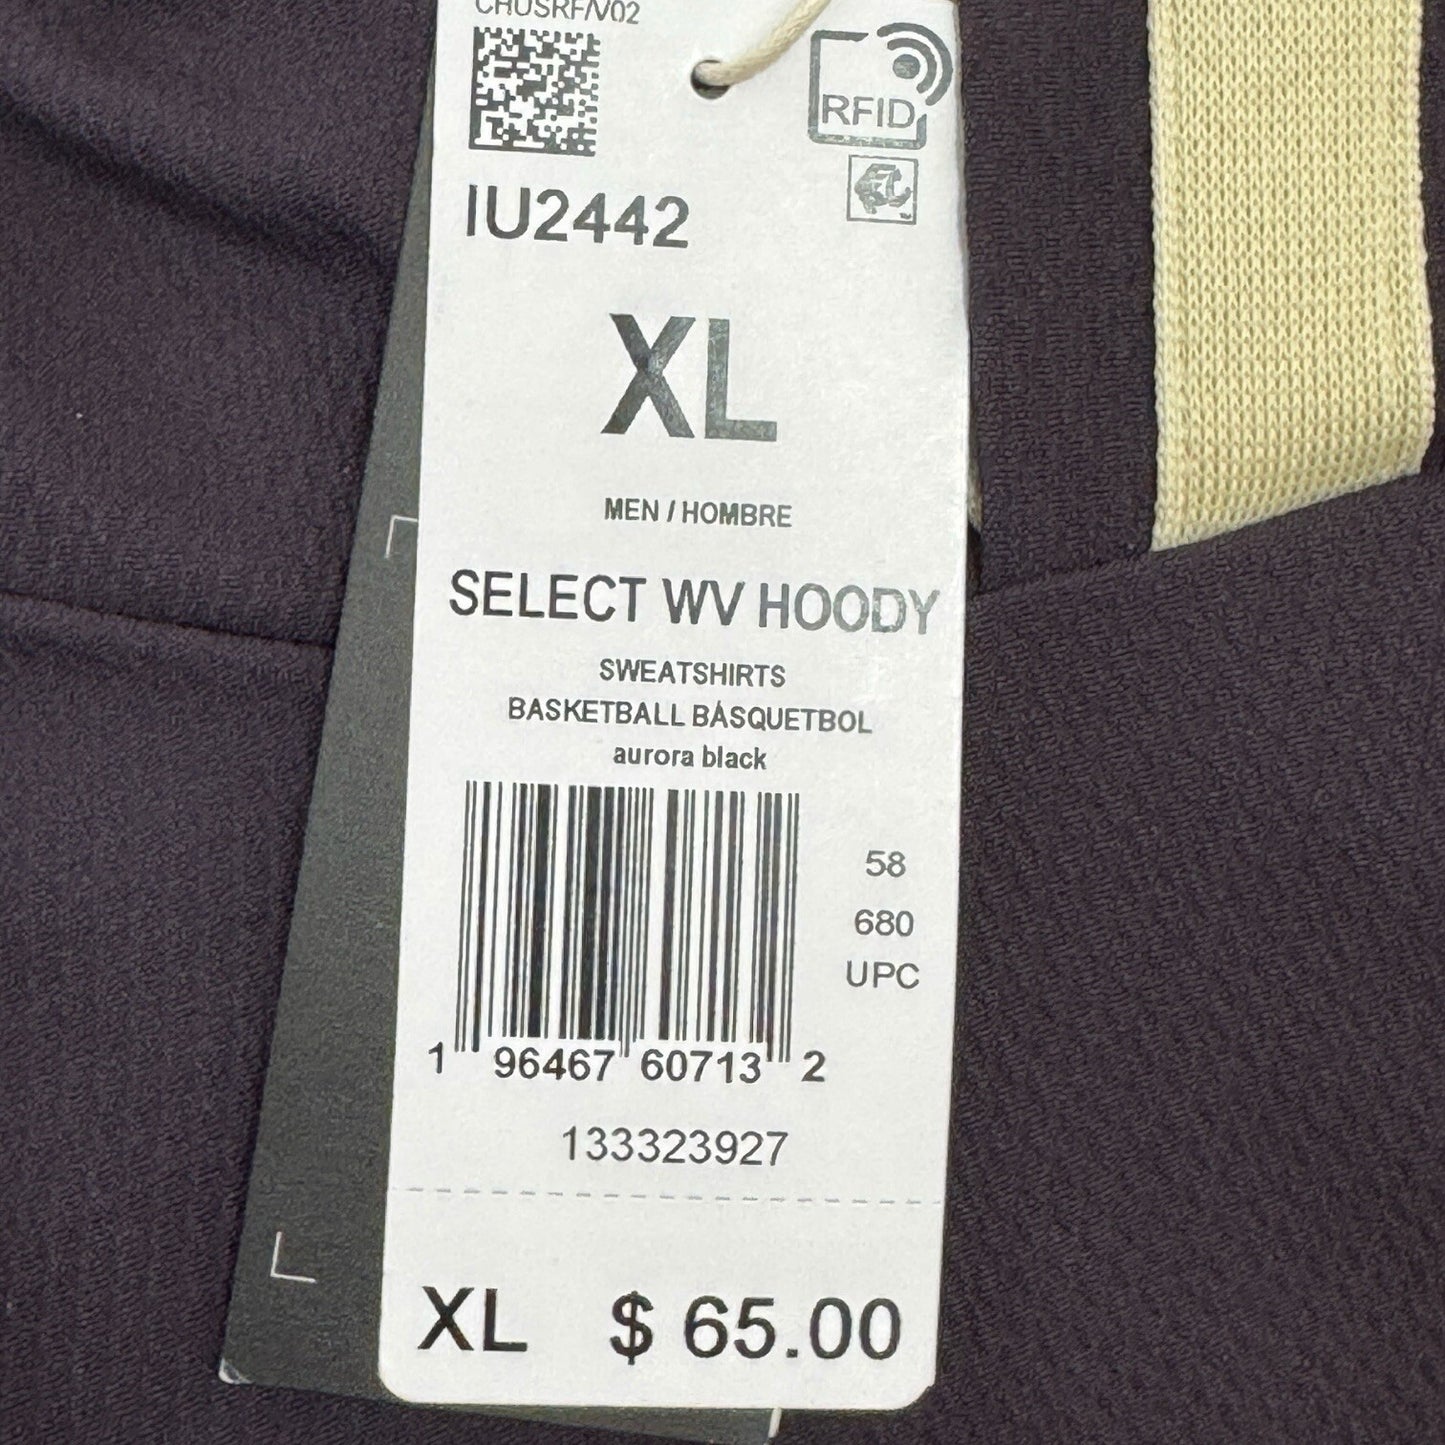 CHUSRF/V02
RFID
IU2442
XL
MEN / HOMBRE
SELECT WV HOODY
SWEATSHIRTS
BASKETBALL BÁSQUETBOL
aurora black
58
680
UPC
1 96467 60713 2
133323927
XL $ 65.00